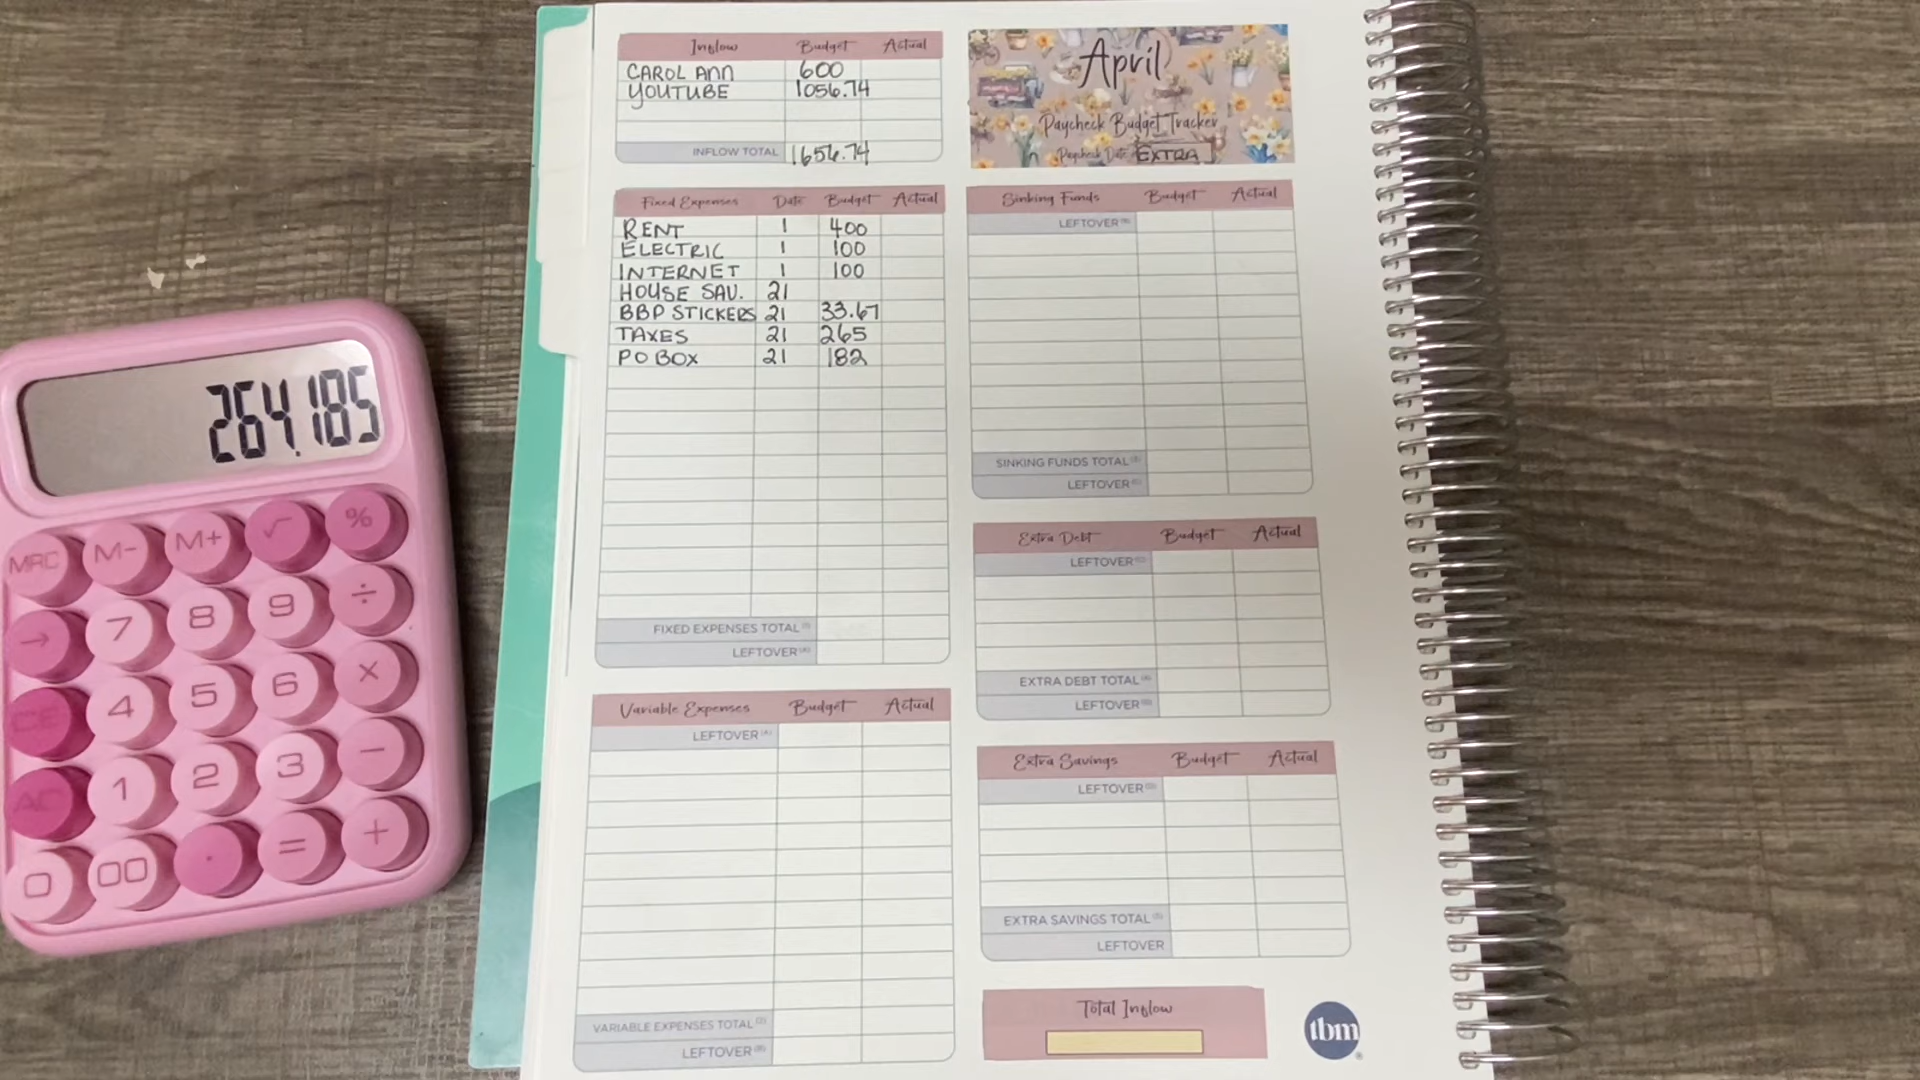 Inflow Budget Actual
CAROL ANN 600
YOUTUBE 1056.74
INFLOW TOTAL 1656.74
April
Paycheck Budget Tracker
Paycheck Date EXTRA
Fixed Expenses Date Budget Actual
RENT 1 400
ELECTRIC 1 100
INTERNET 1 100
HOUSE SAV. 21
BBP STICKERS 21 33.67
TAXES 21 265
PO BOX 21 182
FIXED EXPENSES TOTAL
LEFTOVER
Variable Expenses Budget Actual
LEFTOVER
VARIABLE EXPENSES TOTAL
LEFTOVER
Sinking Funds Budget Actual
LEFTOVER
SINKING FUNDS TOTAL
LEFTOVER
Extra Debt Budget Actual
LEFTOVER
EXTRA DEBT TOTAL
LEFTOVER
Extra Savings Budget Actual
LEFTOVER
EXTRA SAVINGS TOTAL
LEFTOVER
Total Inflow
tbm
264.185
MRC M- M+ √ %
→ 7 8 9 ÷
CE 4 5 6 ×
AC 1 2 3 −
0 00 . = +